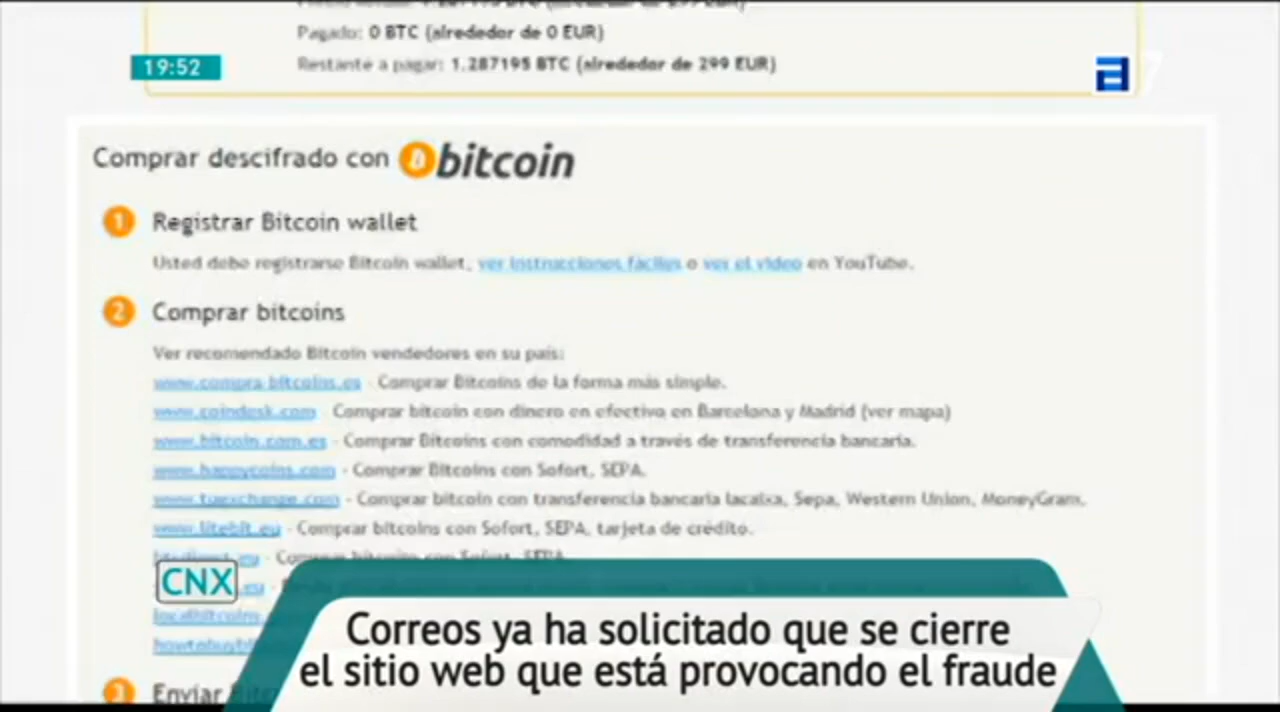 Pagado: 0 BTC (alrededor de 0 EUR)
19:52
Restante a pagar: 1.287195 BTC (alrededor de 299 EUR)
a7
Comprar descifrado con bitcoin
1 Registrar Bitcoin wallet
Usted debe registrarse Bitcoin wallet, ver instrucciones fáciles o ver el video en YouTube.
2 Comprar bitcoins
Ver recomendado Bitcoin vendedores en su país:
www.compra-bitcoins.es - Comprar Bitcoins de la forma más simple.
www.coindesk.com - Comprar bitcoin con dinero en efectivo en Barcelona y Madrid (ver mapa)
www.bitcoin.com.es - Comprar Bitcoins con comodidad a través de transferencia bancaria.
www.happycoins.com - Comprar Bitcoins con Sofort, SEPA.
www.tuexchange.com - Comprar bitcoin con transferencia bancaria lacaixa, Sepa, Western Union, MoneyGram.
www.litebit.eu - Comprar bitcoins con Sofort, SEPA, tarjeta de crédito.
Sofort, SEPA.
CNX
Correos ya ha solicitado que se cierre
el sitio web que está provocando el fraude
3 Enviar